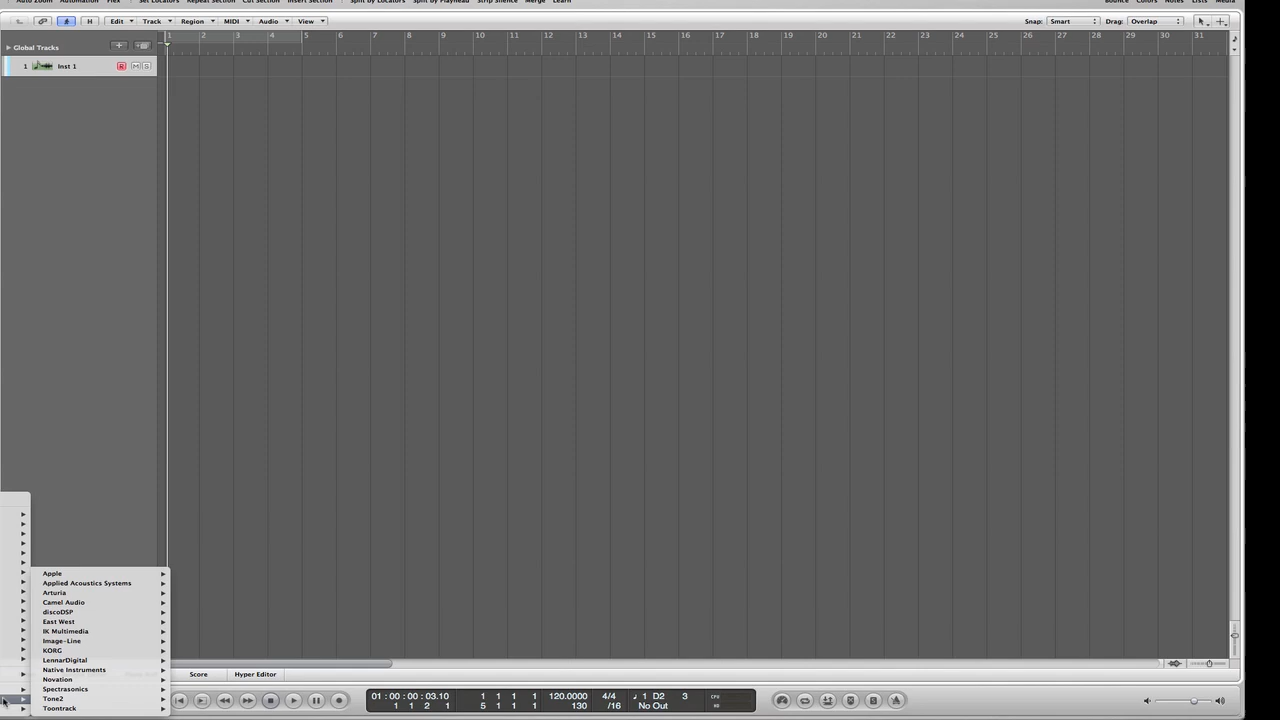 Auto Zoom Automation Flex Set Locators Repeat Section Cut Section Insert Section Split by Locators Split by Playhead Strip Silence Merge Learn Bounce Colors Notes Lists Media
H Edit Track Region MIDI Audio View Snap: Smart Drag: Overlap
Global Tracks 1 2 3 4 5 6 7 8 9 10 11 12 13 14 15 16 17 18 19 20 21 22 23 24 25 26 27 28 29 30 31
1 Inst 1 R M S
Apple
Applied Acoustics Systems
Arturia
Camel Audio
discoDSP
East West
IK Multimedia
Image-Line
KORG
LennarDigital
Native Instruments
Novation
Spectrasonics
Tone2
Toontrack
Score Hyper Editor
01:00:00:03.10 1 1 1 120.0000 4/4 1 D2 3 CPU
1 1 2 1 5 1 1 1 130 /16 No Out HD